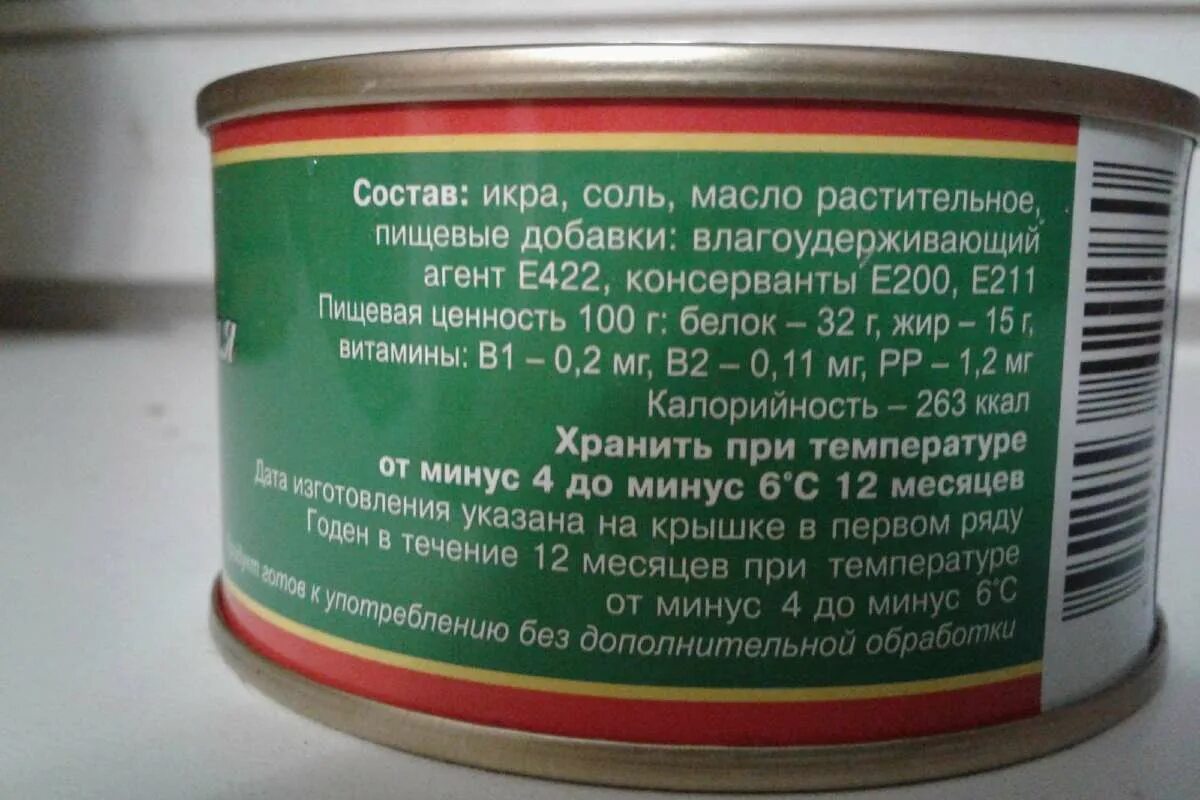 Состав: икра, соль, масло растительное,
пищевые добавки: влагоудерживающий
агент Е422, консерванты Е200, Е211
Пищевая ценность 100 г: белок – 32 г, жир – 15 г,
витамины: В1 – 0,2 мг, В2 – 0,11 мг, РР – 1,2 мг
Калорийность – 263 ккал
Хранить при температуре
от минус 4 до минус 6°С 12 месяцев
Дата изготовления указана на крышке в первом ряду
Годен в течение 12 месяцев при температуре
от минус 4 до минус 6°С
готов к употреблению без дополнительной обработки